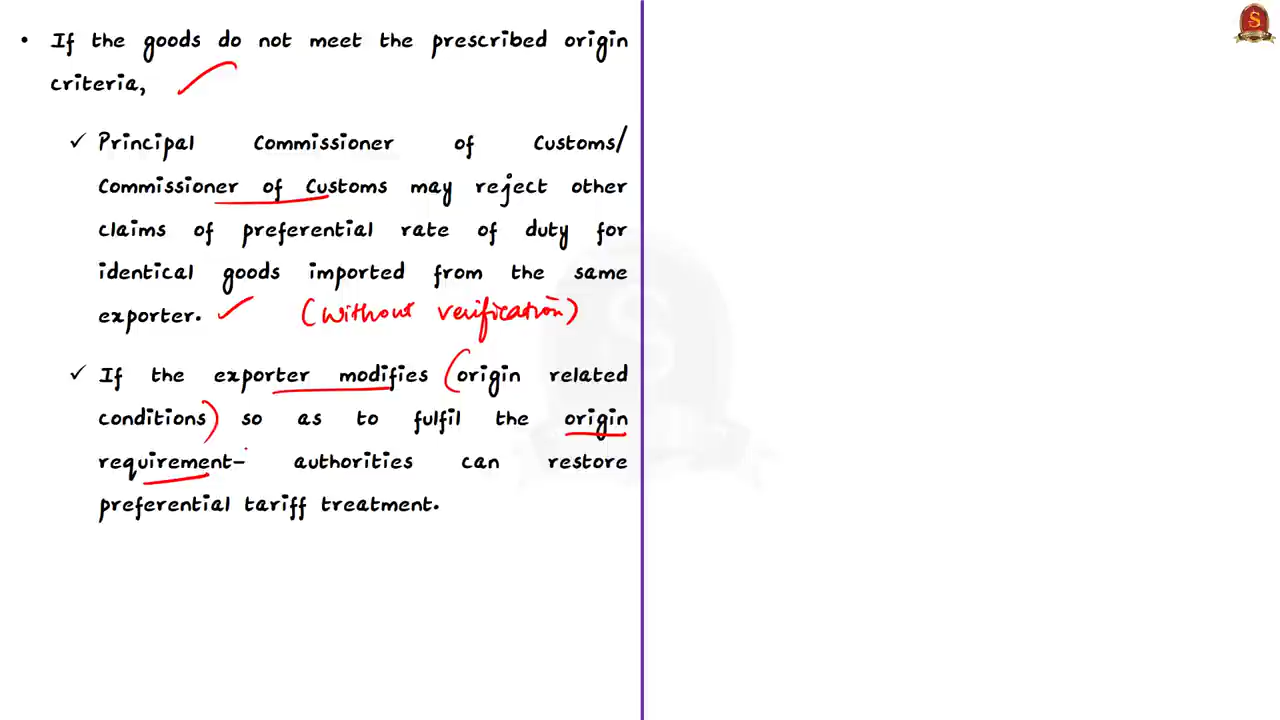 • If the goods do not meet the prescribed origin
criteria,
✓ Principal Commissioner of Customs/
Commissioner of Customs may reject other
claims of preferential rate of duty for
identical goods imported from the same
exporter. (Without verification)
✓ If the exporter modifies (origin related
conditions) so as to fulfil the origin
requirement– authorities can restore
preferential tariff treatment.
S
S